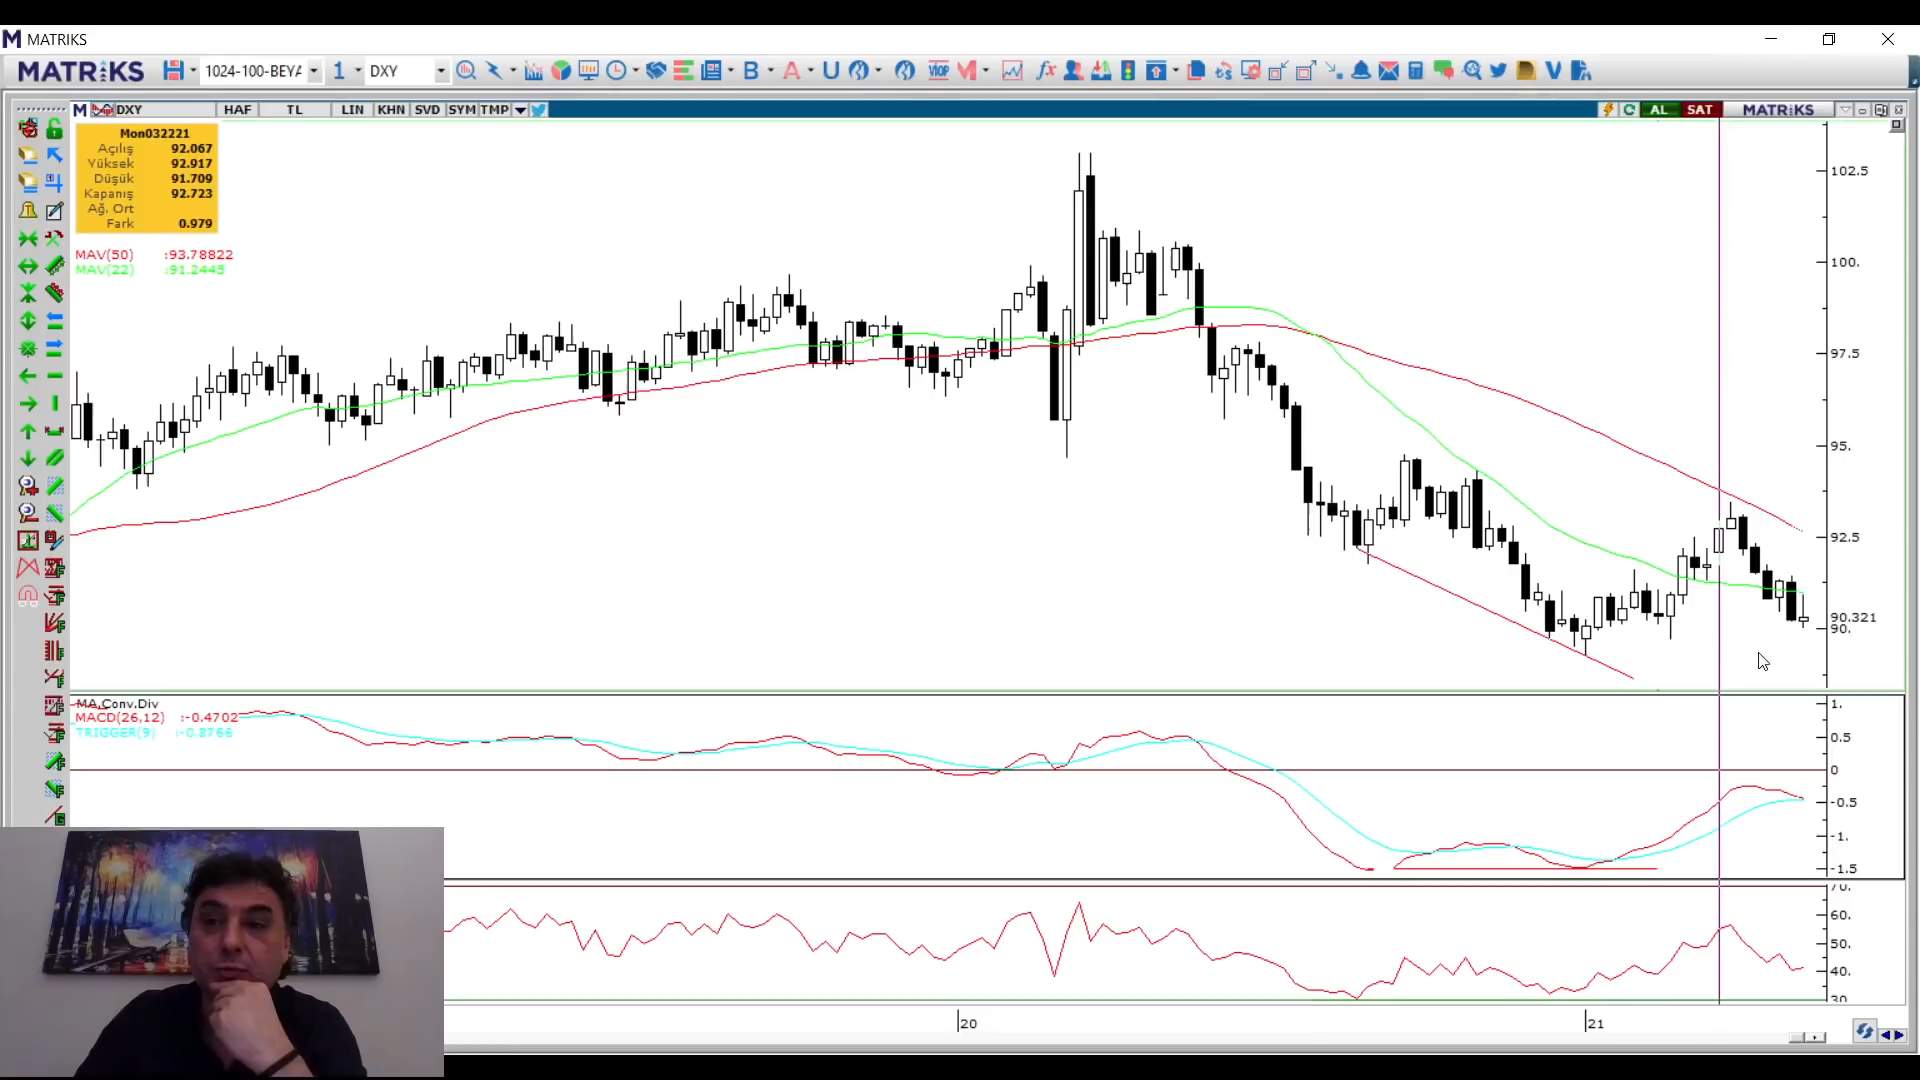 MATRIKS
MATRIKS 1024-100-BEYA 1 DXY B A U VIOP M fx V
M DXY HAF TL LIN KHN SVD SYM TMP AL SAT MATRIKS
Mon032221
Açılış 92.067
Yüksek 92.917
Düşük 91.709
Kapanış 92.723
Ağ. Ort
Fark 0.979
MAV(50) :93.78822
MAV(22) :91.2445
102.5
100.
97.5
95.
92.5
90.321
90.
MA.Conv.Div
MACD(26,12) :-0.4702
TRIGGER(9) :-0.8766
1.
0.5
0
-0.5
-1.
-1.5
70.
60.
50.
40.
30
20
21